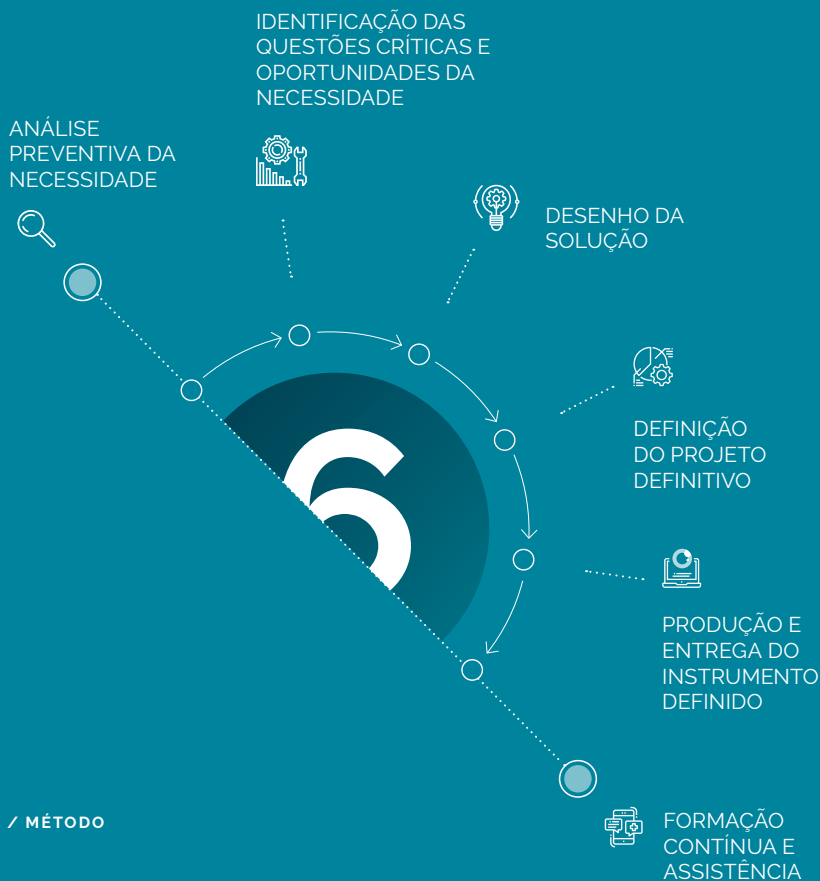 ANÁLISE
PREVENTIVA DA
NECESSIDADE
IDENTIFICAÇÃO DAS
QUESTÕES CRÍTICAS E
OPORTUNIDADES DA
NECESSIDADE
DESENHO DA
SOLUÇÃO
DEFINIÇÃO
DO PROJETO
DEFINITIVO
PRODUÇÃO E
ENTREGA DO
INSTRUMENTO
DEFINIDO
FORMAÇÃO
CONTÍNUA E
ASSISTÊNCIA
6
/ MÉTODO